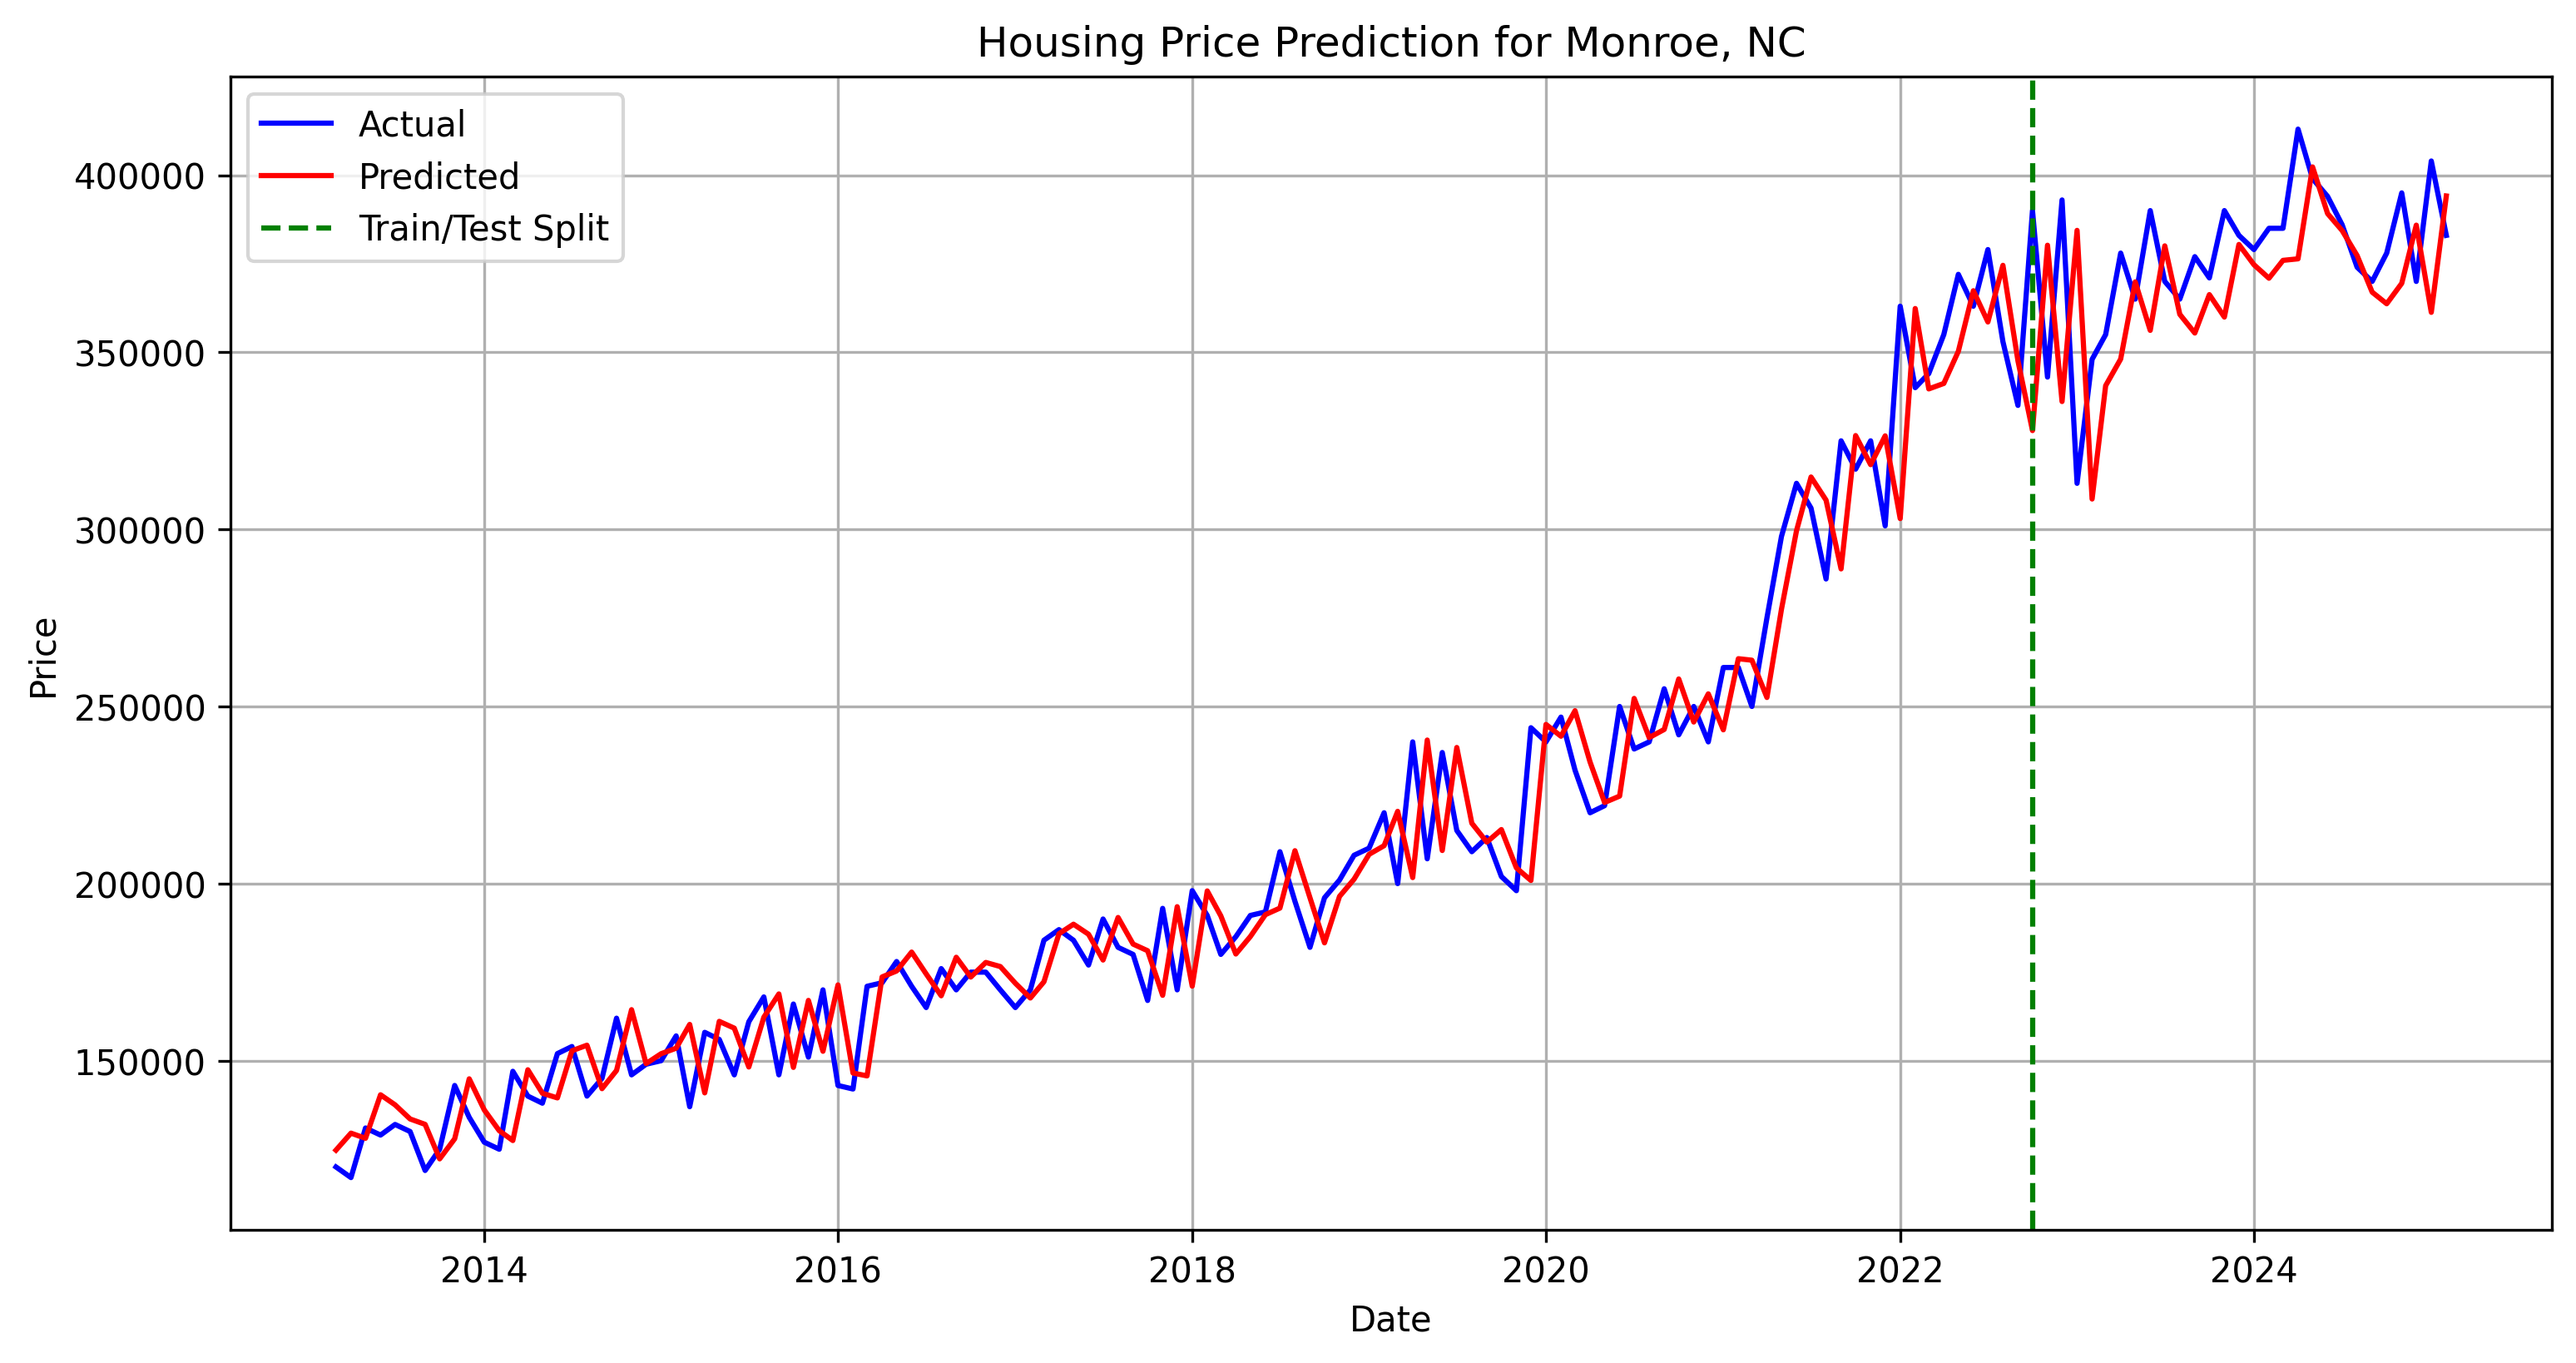 Housing Price Prediction for Monroe, NC
Actual
Predicted
Train/Test Split
400000
350000
300000
250000
200000
150000
Price
2014 2016 2018 2020 2022 2024
Date